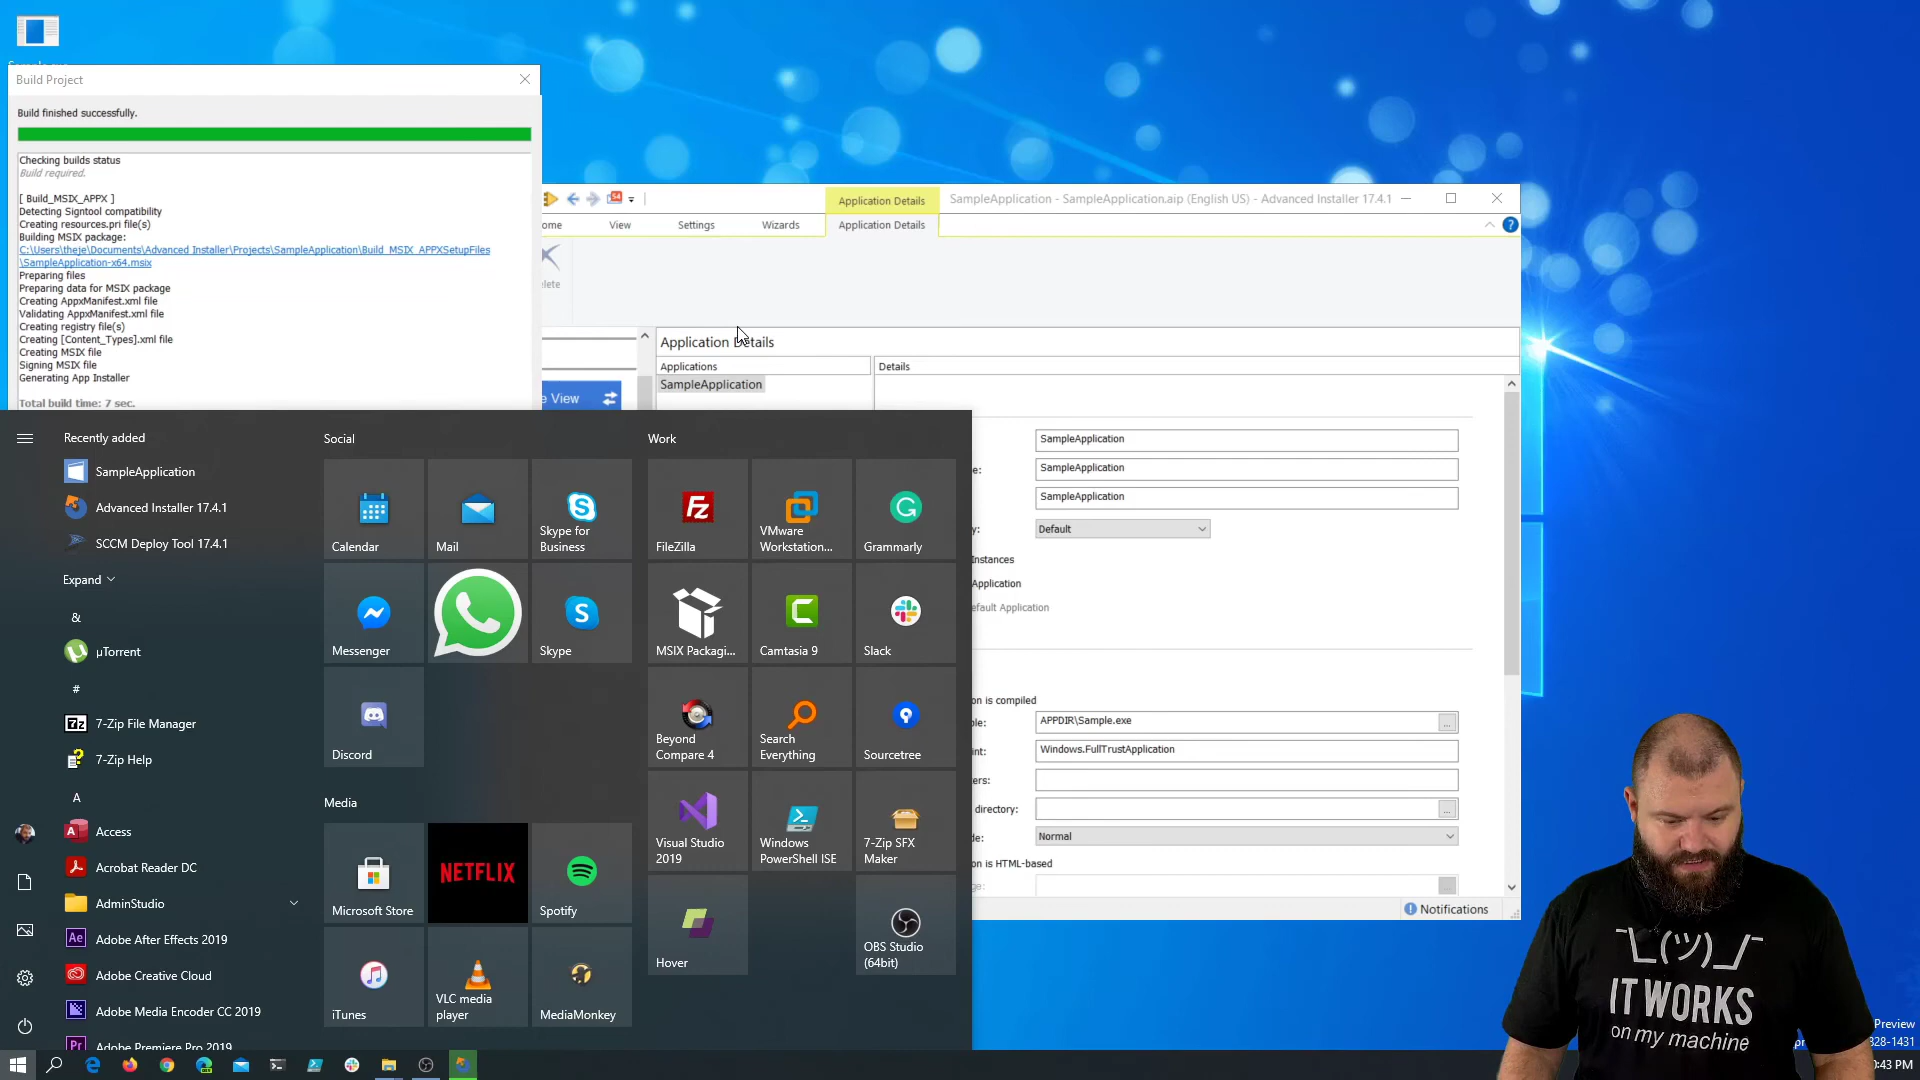 Build Project
Build finished successfully.
Checking builds status
Build required.
[ Build_MSIX_APPX ]
Detecting Signtool compatibility
Creating resources.pri file(s)
Building MSIX package:
C:\Users\theje\Documents\Advanced Installer\Projects\SampleApplication\Build_MSIX_APPXSetupFiles
\SampleApplication-x64.msix
Preparing files
Preparing data for MSIX package
Creating AppxManifest.xml file
Validating AppxManifest.xml file
Creating registry file(s)
Creating [Content_Types].xml file
Creating MSIX file
Signing MSIX file
Generating App Installer
Total build time: 7 sec.
54
Application Details
SampleApplication - SampleApplication.aip (English US) - Advanced Installer 17.4.1
ome
View
Settings
Wizards
Application Details
lete
e View
Application Details
Applications
Details
SampleApplication
SampleApplication
e:
SampleApplication
SampleApplication
y:
Default
Instances
Application
efault Application
on is compiled
le:
APPDIR\Sample.exe
int:
Windows.FullTrustApplication
ters:
directory:
de:
Normal
on is HTML-based
ge:
Notifications
Recently added
SampleApplication
Advanced Installer 17.4.1
SCCM Deploy Tool 17.4.1
Expand
&
µTorrent
#
7-Zip File Manager
7-Zip Help
A
Access
Acrobat Reader DC
AdminStudio
Adobe After Effects 2019
Adobe Creative Cloud
Adobe Media Encoder CC 2019
Adobe Premiere Pro 2019
Social
Calendar
Mail
Skype for
Business
Messenger
Skype
Discord
Media
Microsoft Store
NETFLIX
Spotify
iTunes
VLC media
player
MediaMonkey
Work
FileZilla
VMware
Workstation...
Grammarly
MSIX Packagi...
Camtasia 9
Slack
Beyond
Compare 4
Search
Everything
Sourcetree
Visual Studio
2019
Windows
PowerShell ISE
7-Zip SFX
Maker
Hover
OBS Studio
(64bit)
¯\_(ツ)_/¯
IT WORKS
on my machine
Preview
328-1431
:43 PM